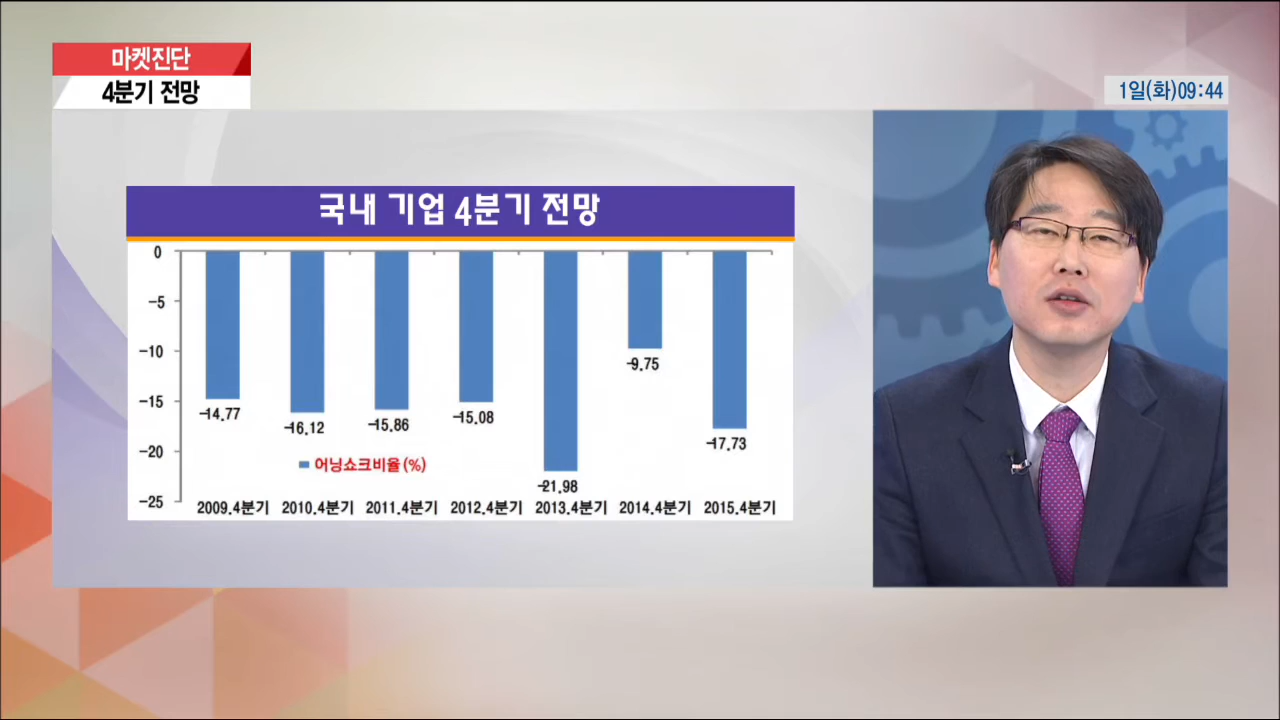 마켓진단
4분기 전망
1일(화)09:44
국내 기업 4분기 전망
0
-5
-10
-15
-20
-25
-14.77
-16.12
-15.86
-15.08
-21.98
-9.75
-17.73
어닝쇼크비율(%)
2009.4분기 2010.4분기 2011.4분기 2012.4분기 2013.4분기 2014.4분기 2015.4분기